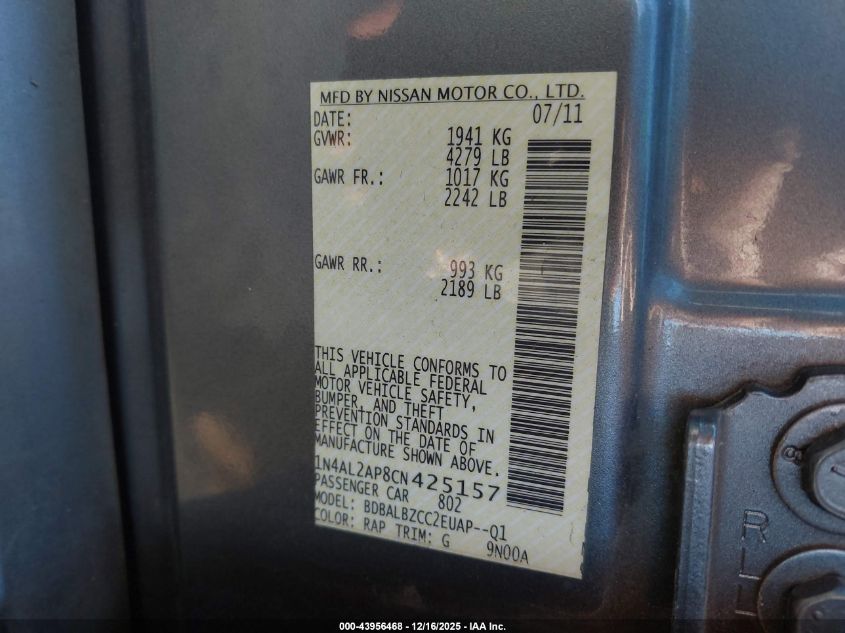 MFD BY NISSAN MOTOR CO., LTD.
DATE: 07/11
GVWR: 1941 KG
4279 LB
GAWR FR.: 1017 KG
2242 LB
GAWR RR.: 993 KG
2189 LB
THIS VEHICLE CONFORMS TO
ALL APPLICABLE FEDERAL
MOTOR VEHICLE SAFETY,
BUMPER, AND THEFT
PREVENTION STANDARDS IN
EFFECT ON THE DATE OF
MANUFACTURE SHOWN ABOVE.
1N4AL2AP8CN425157
PASSENGER CAR 802
MODEL: BDBALBZCC2EUAP--Q1
COLOR: RAP TRIM: G 9N00A
8
RL
000-43956468 - 12/16/2025 - IAA Inc.